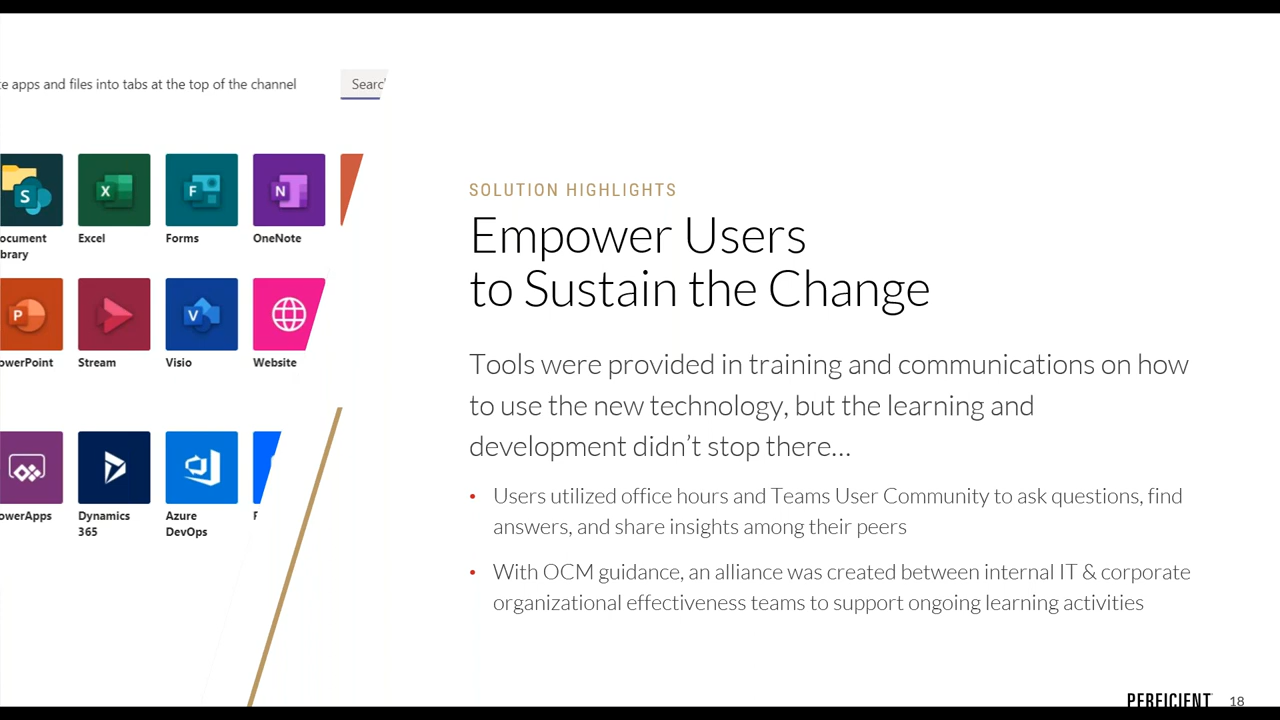 e apps and files into tabs at the top of the channel
Searc
ocument
brary
Excel
Forms
OneNote
owerPoint
Stream
Visio
Website
owerApps
Dynamics
365
Azure
DevOps
F
SOLUTION HIGHLIGHTS
Empower Users
to Sustain the Change
Tools were provided in training and communications on how
to use the new technology, but the learning and
development didn’t stop there...
• Users utilized office hours and Teams User Community to ask questions, find
answers, and share insights among their peers
• With OCM guidance, an alliance was created between internal IT & corporate
organizational effectiveness teams to support ongoing learning activities
PERFICIENT 18